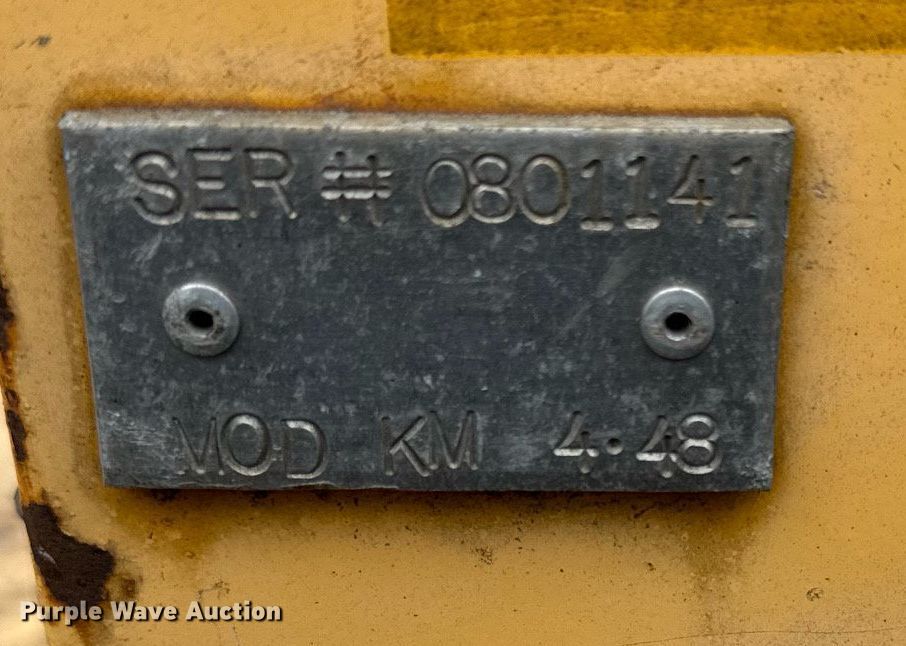 SER # 0801141
MOD KM 4·48
Purple Wave Auction